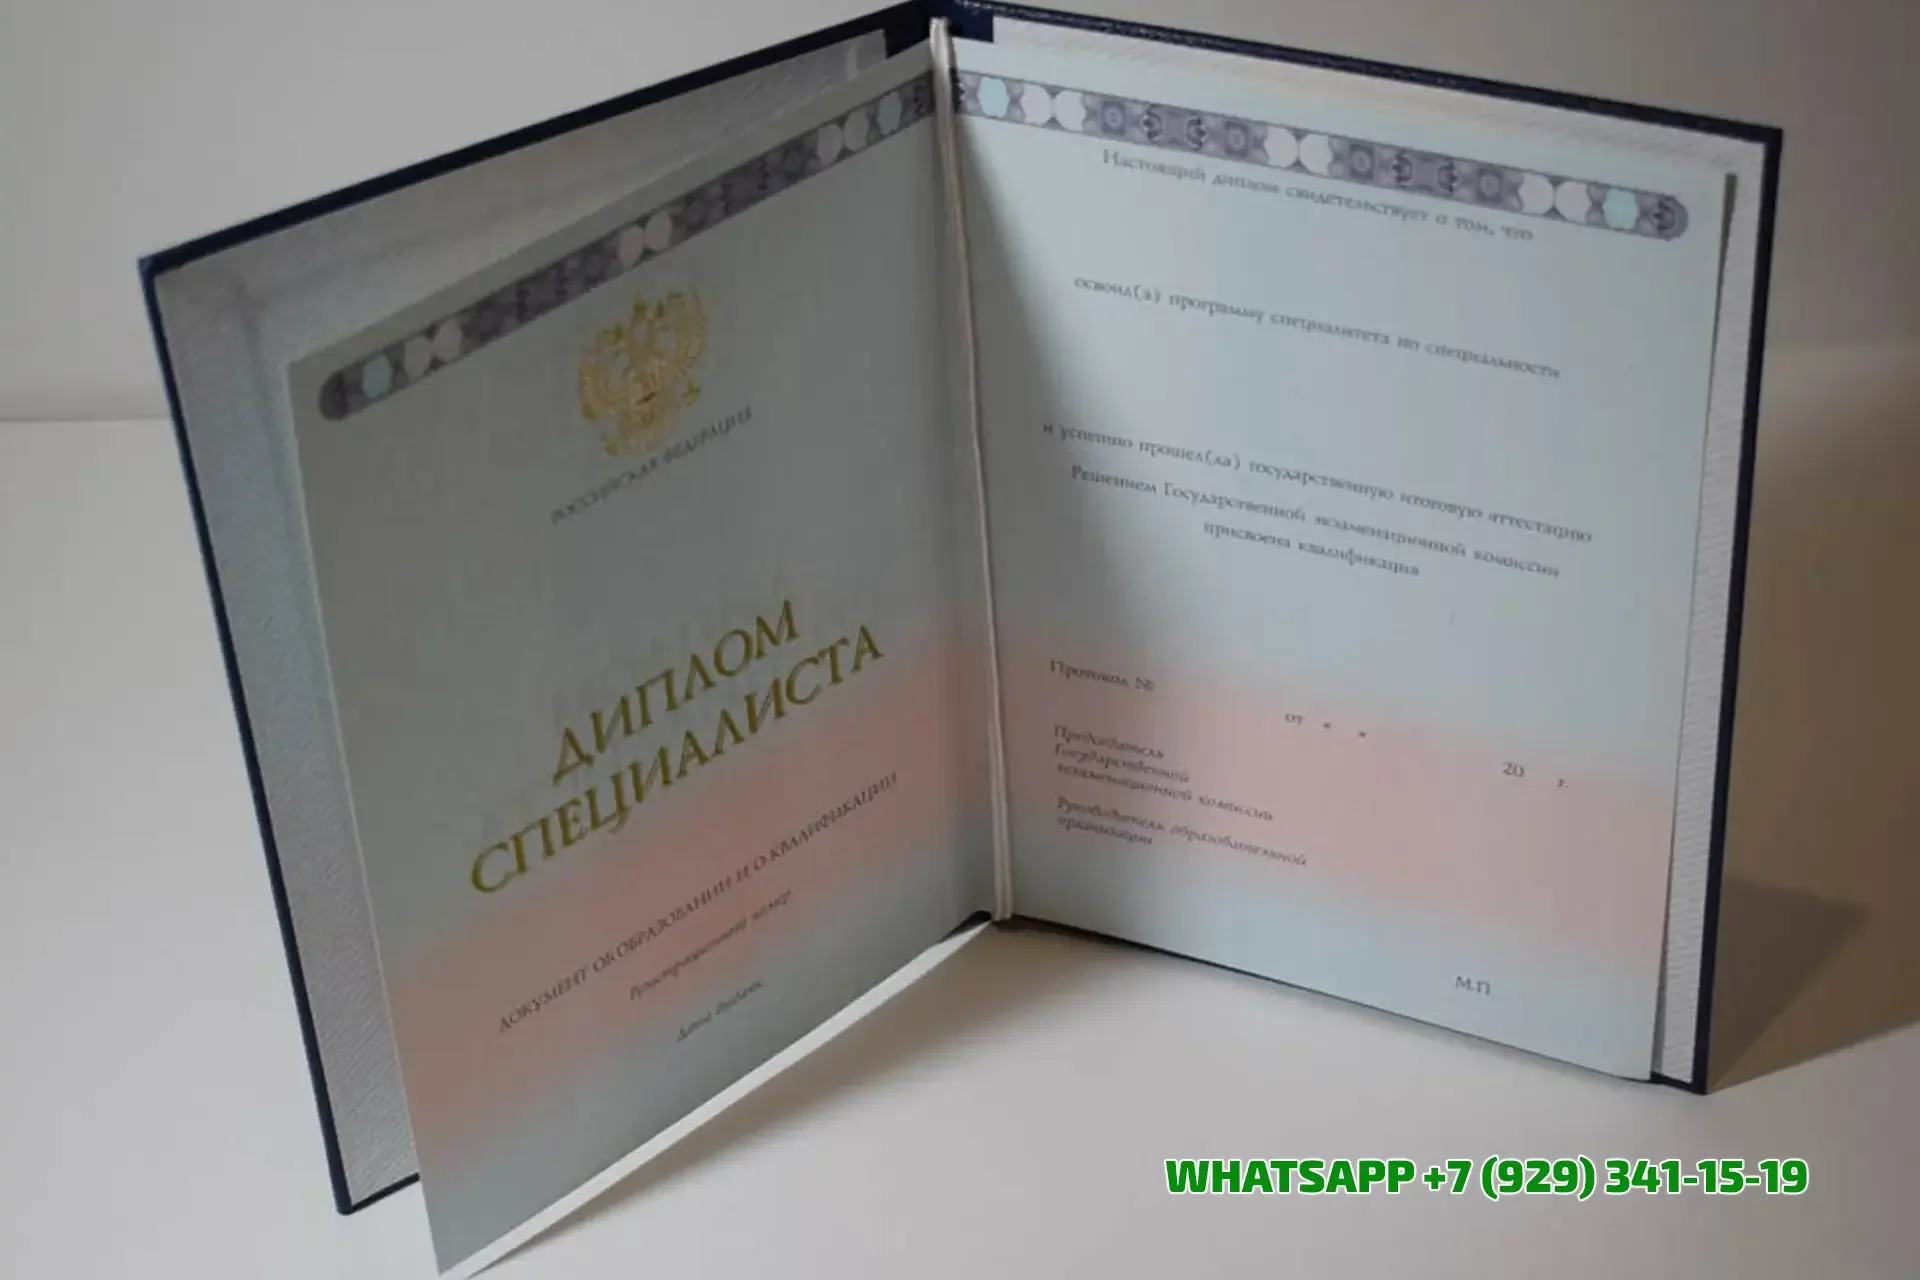 РОССИЙСКАЯ ФЕДЕРАЦИЯ
ДИПЛОМ
СПЕЦИАЛИСТА
ДОКУМЕНТ ОБ ОБРАЗОВАНИИ И О КВАЛИФИКАЦИИ
Регистрационный номер
Дата выдачи
Настоящий диплом свидетельствует о том, что
освоил(а) программу специалитета по специальности
и успешно прошел(ла) государственную итоговую аттестацию
Решением Государственной экзаменационной комиссии
присвоена квалификация
Протокол №
от « »
20 г.
Председатель
Государственной
экзаменационной комиссии
Руководитель образовательной
организации
М.П.
WHATSAPP +7 (929) 341-15-19